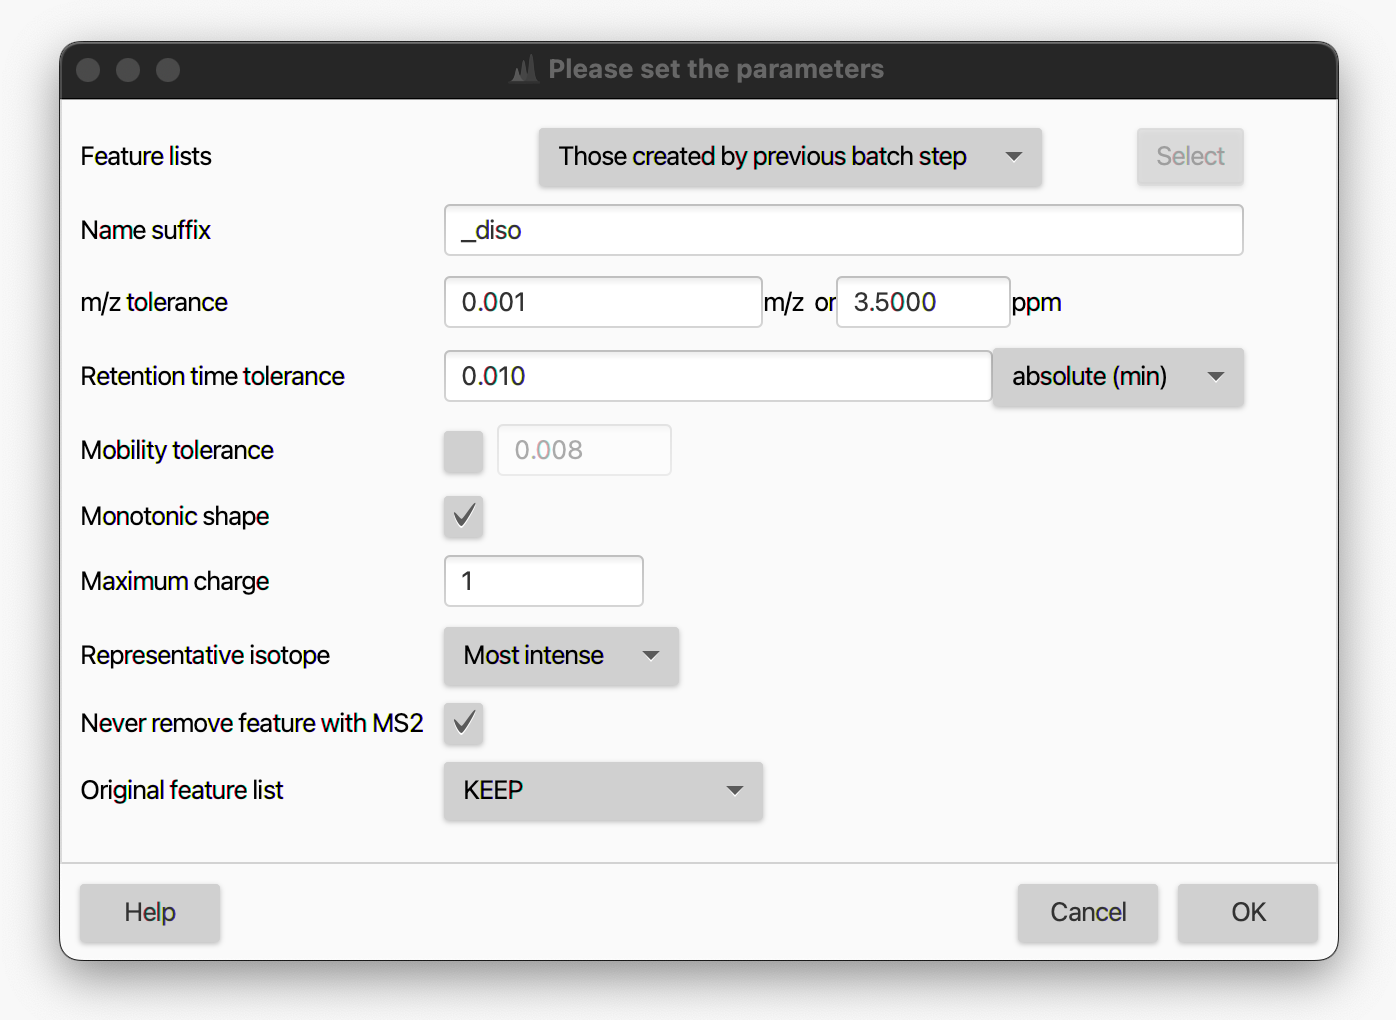 Please set the parameters
Feature lists Those created by previous batch step Select
Name suffix _diso
m/z tolerance 0.001 m/z or 3.5000 ppm
Retention time tolerance 0.010 absolute (min)
Mobility tolerance 0.008
Monotonic shape
Maximum charge 1
Representative isotope Most intense
Never remove feature with MS2
Original feature list KEEP
Help Cancel OK